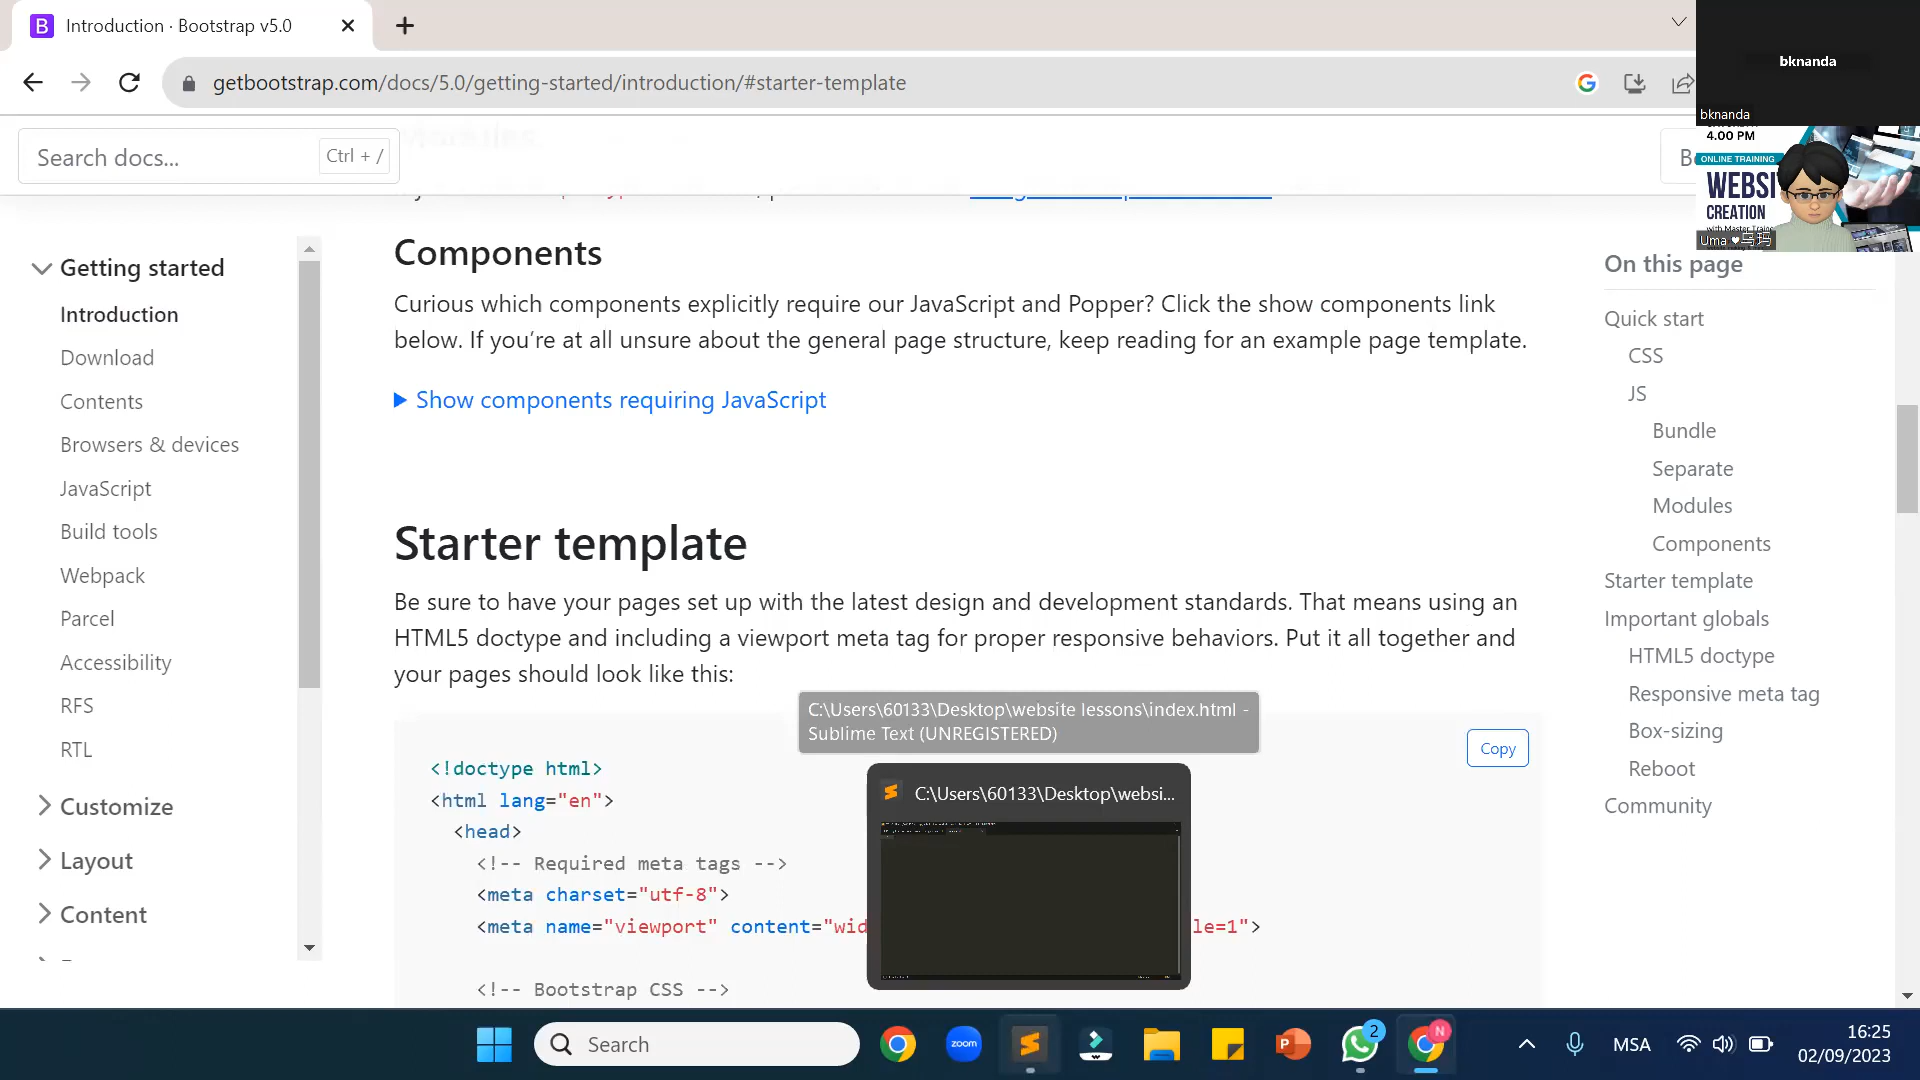 Introduction · Bootstrap v5.0
getbootstrap.com/docs/5.0/getting-started/introduction/#starter-template
bknanda
bknanda
4.00 PM
ONLINE TRAINING
WEBSI
CREATION
with Master Traine
Uma ❤乌玛
Search docs...
Ctrl + /
Getting started
Introduction
Download
Contents
Browsers & devices
JavaScript
Build tools
Webpack
Parcel
Accessibility
RFS
RTL
Customize
Layout
Content
Components
Curious which components explicitly require our JavaScript and Popper? Click the show components link
below. If you’re at all unsure about the general page structure, keep reading for an example page template.
Show components requiring JavaScript
Starter template
Be sure to have your pages set up with the latest design and development standards. That means using an
HTML5 doctype and including a viewport meta tag for proper responsive behaviors. Put it all together and
your pages should look like this:
Copy
<!doctype html>
<html lang="en">
<head>
<!-- Required meta tags -->
<meta charset="utf-8">
<meta name="viewport" content="wid
le=1">
<!-- Bootstrap CSS -->
C:\Users\60133\Desktop\website lessons\index.html -
Sublime Text (UNREGISTERED)
C:\Users\60133\Desktop\websi...
On this page
Quick start
CSS
JS
Bundle
Separate
Modules
Components
Starter template
Important globals
HTML5 doctype
Responsive meta tag
Box-sizing
Reboot
Community
Search
zoom
2
N
MSA
16:25
02/09/2023